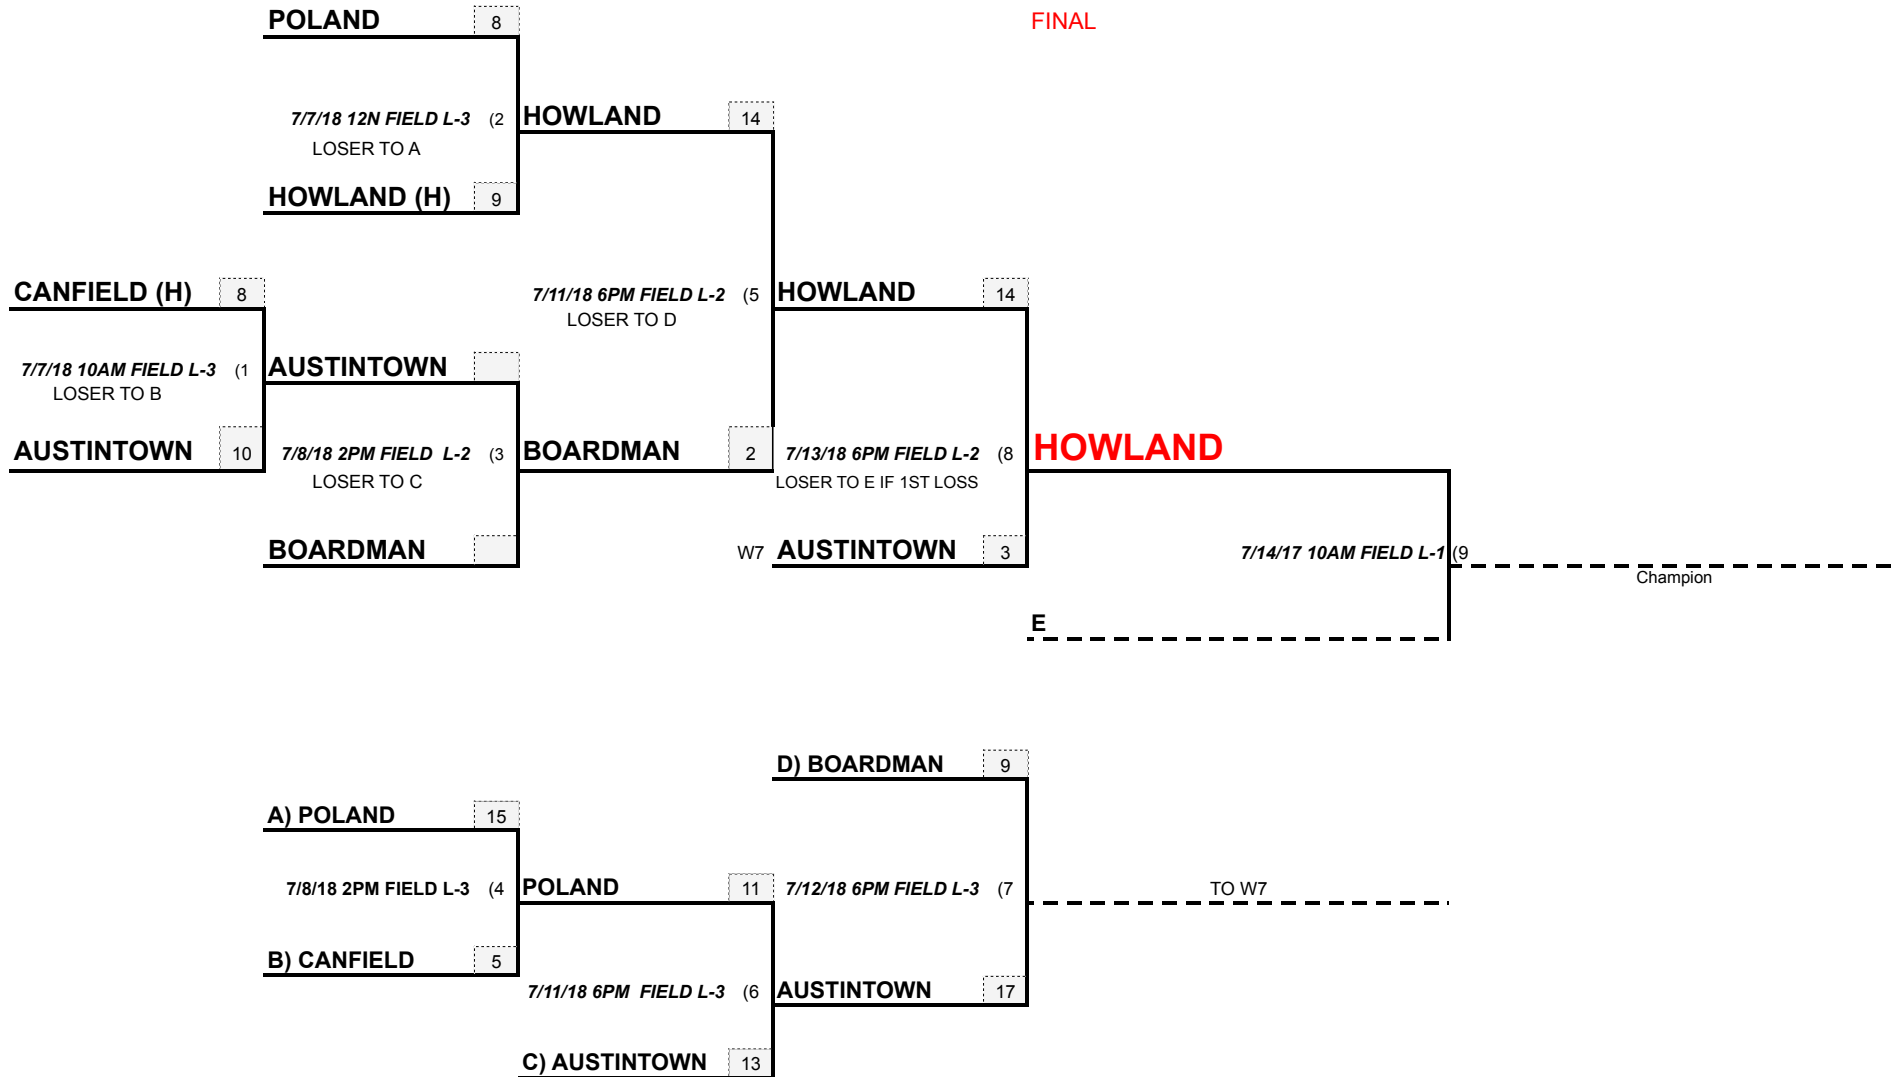 POLAND 8 FINAL
7/7/18 12N FIELD L-3 (2 HOWLAND 14
LOSER TO A
HOWLAND (H) 9
CANFIELD (H) 8 7/11/18 6PM FIELD L-2 (5 HOWLAND 14
LOSER TO D
7/7/18 10AM FIELD L-3 (1 AUSTINTOWN
LOSER TO B
AUSTINTOWN 10 7/8/18 2PM FIELD L-2 (3 BOARDMAN 2 7/13/18 6PM FIELD L-2 (8 HOWLAND
LOSER TO C LOSER TO E IF 1ST LOSS
BOARDMAN W7 AUSTINTOWN 3 7/14/17 10AM FIELD L-1 (9
Champion
E
D) BOARDMAN 9
A) POLAND 15
7/8/18 2PM FIELD L-3 (4 POLAND 11 7/12/18 6PM FIELD L-3 (7 TO W7
B) CANFIELD 5
7/11/18 6PM FIELD L-3 (6 AUSTINTOWN 17
C) AUSTINTOWN 13